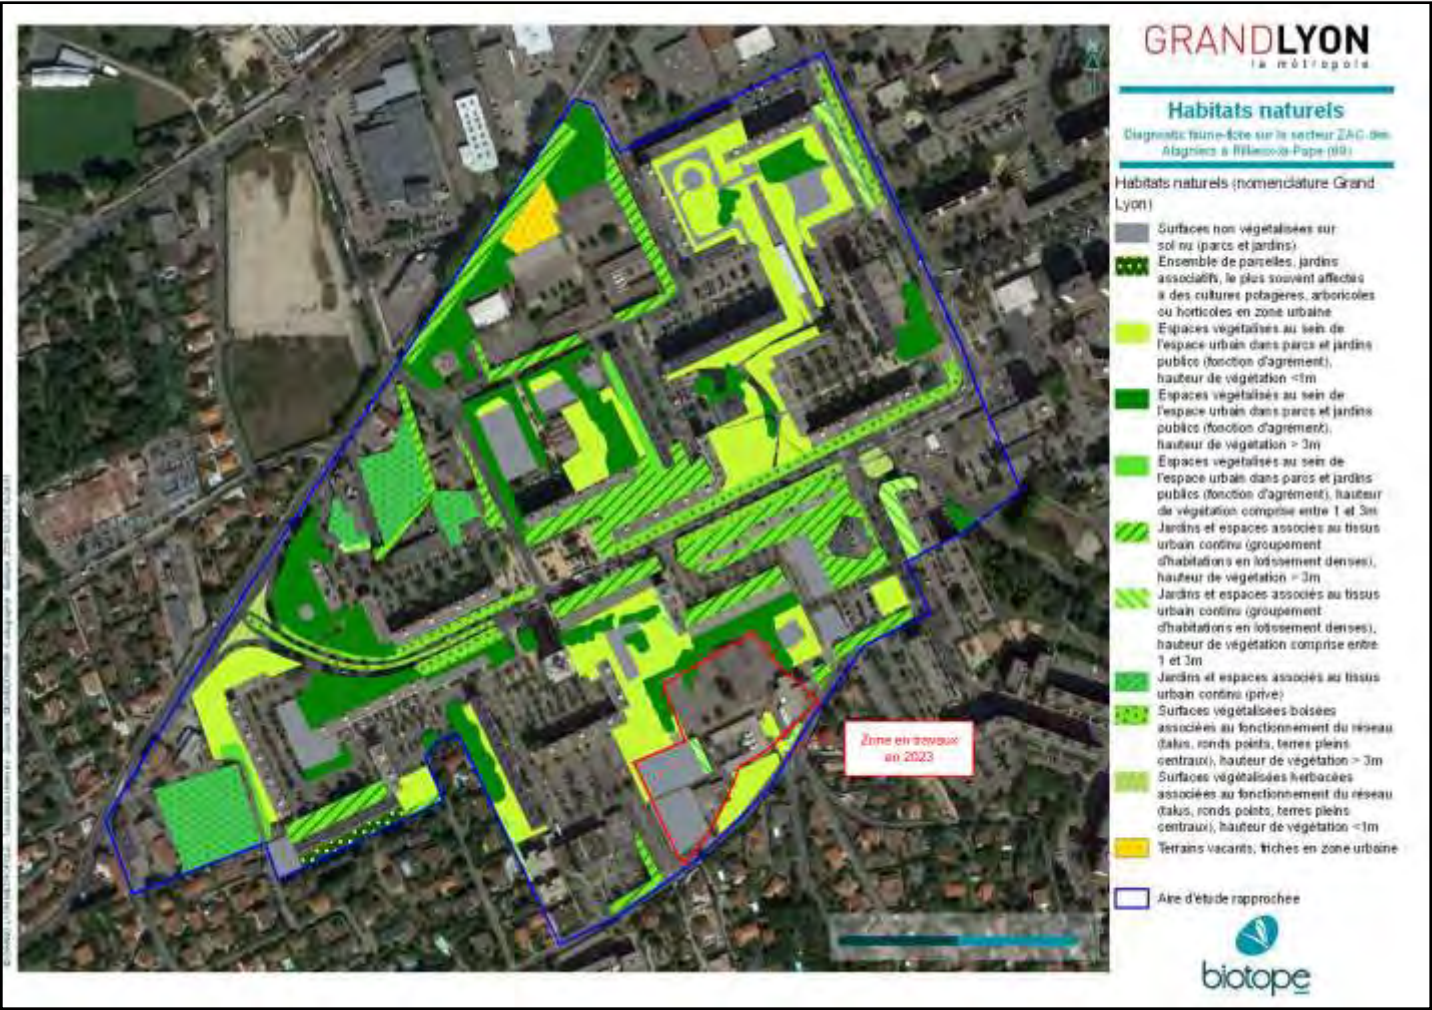 GRANDLYON
la métropole
Habitats naturels
Diagnostic faune-flore sur le secteur ZAC des
Alagniers à Rillieux-la-Pape (69)
Habitats naturels (nomenclature Grand
Lyon)
Surfaces non végétalisées sur
sol nu (parcs et jardins)
Ensemble de parcelles, jardins
associatifs, le plus souvent affectés
à des cultures potagères, arboricoles
ou horticoles en zone urbaine
Espaces végétalisés au sein de
l'espace urbain dans parcs et jardins
publics (fonction d'agrément),
hauteur de végétation <1m
Espaces végétalisés au sein de
l'espace urbain dans parcs et jardins
publics (fonction d'agrément),
hauteur de végétation > 3m
Espaces végétalisés au sein de
l'espace urbain dans parcs et jardins
publics (fonction d'agrément), hauteur
de végétation comprise entre 1 et 3m
Jardins et espaces associés au tissus
urbain continu (groupement
d'habitations en lotissement denses),
hauteur de végétation > 3m
Jardins et espaces associés au tissus
urbain continu (groupement
d'habitations en lotissement denses),
hauteur de végétation comprise entre
1 et 3m
Jardins et espaces associés au tissus
urbain continu (privé)
Surfaces végétalisées boisées
associées au fonctionnement du réseau
(talus, ronds points, terres pleins
centraux), hauteur de végétation > 3m
Surfaces végétalisées herbacées
associées au fonctionnement du réseau
(talus, ronds points, terres pleins
centraux), hauteur de végétation <1m
Terrains vacants, friches en zone urbaine
Aire d'étude rapprochée
biotope
Zone en travaux
en 2023